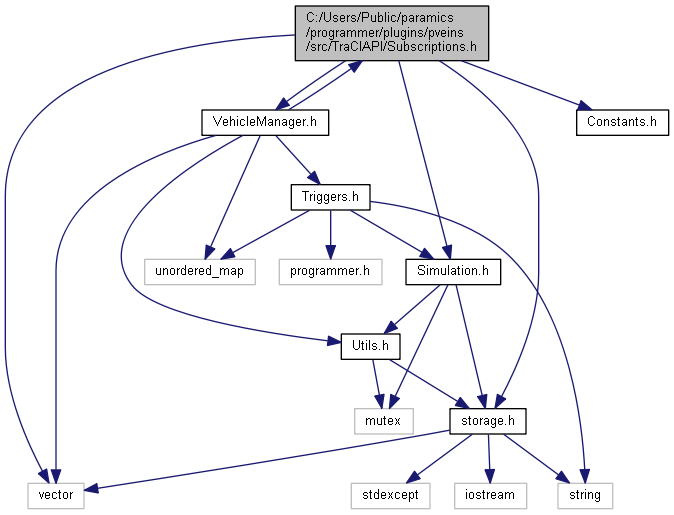 C:/Users/Public/paramics
/programmer/plugins/pveins
/src/TraCIAPI/Subscriptions.h
VehicleManager.h
Constants.h
Triggers.h
unordered_map
programmer.h
Simulation.h
Utils.h
mutex
storage.h
vector
stdexcept
iostream
string